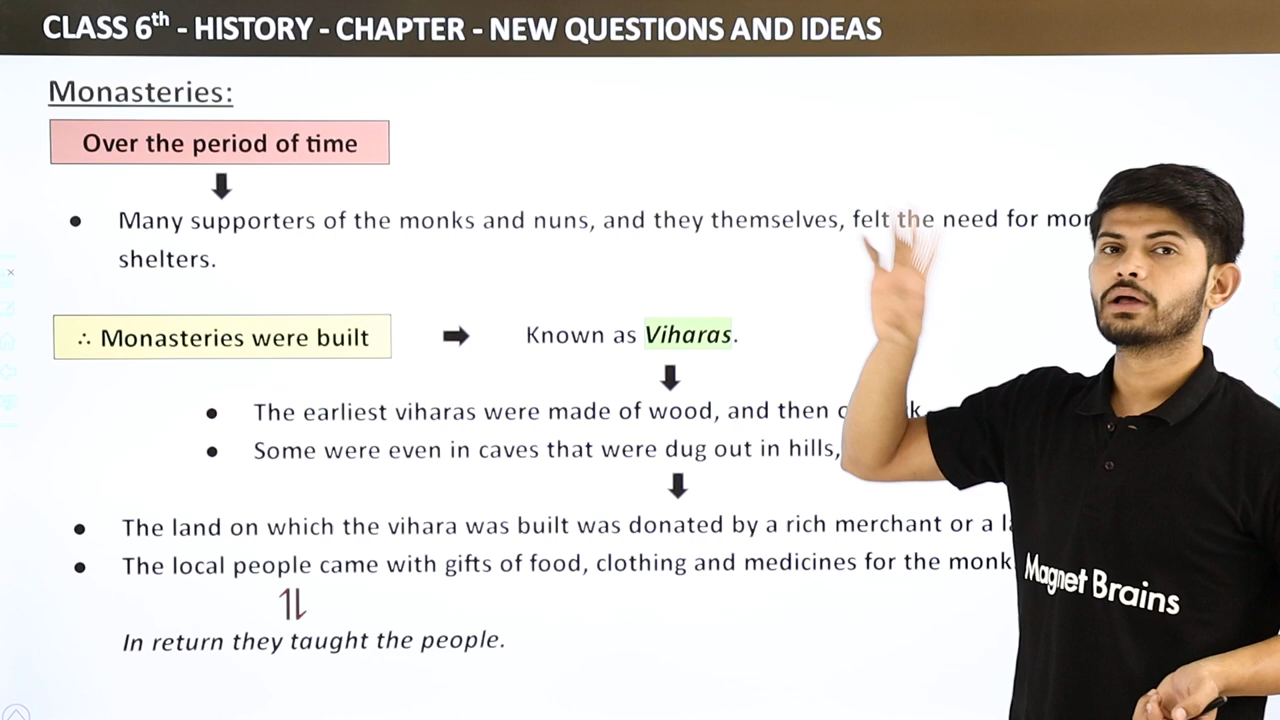 CLASS 6th - HISTORY - CHAPTER - NEW QUESTIONS AND IDEAS
Monasteries:
Over the period of time
Many supporters of the monks and nuns, and they themselves, felt the need for
shelters.
∴ Monasteries were built
Known as Viharas.
The earliest viharas were made of wood, and then
Some were even in caves that were dug out in hills,
The land on which the vihara was built was donated by a rich merchant or a
The local people came with gifts of food, clothing and medicines for the monk
In return they taught the people.
Magnet Brains